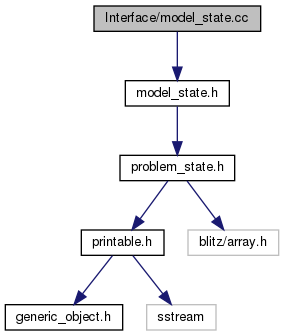 Interface/model_state.cc
model_state.h
problem_state.h
printable.h
blitz/array.h
generic_object.h
sstream